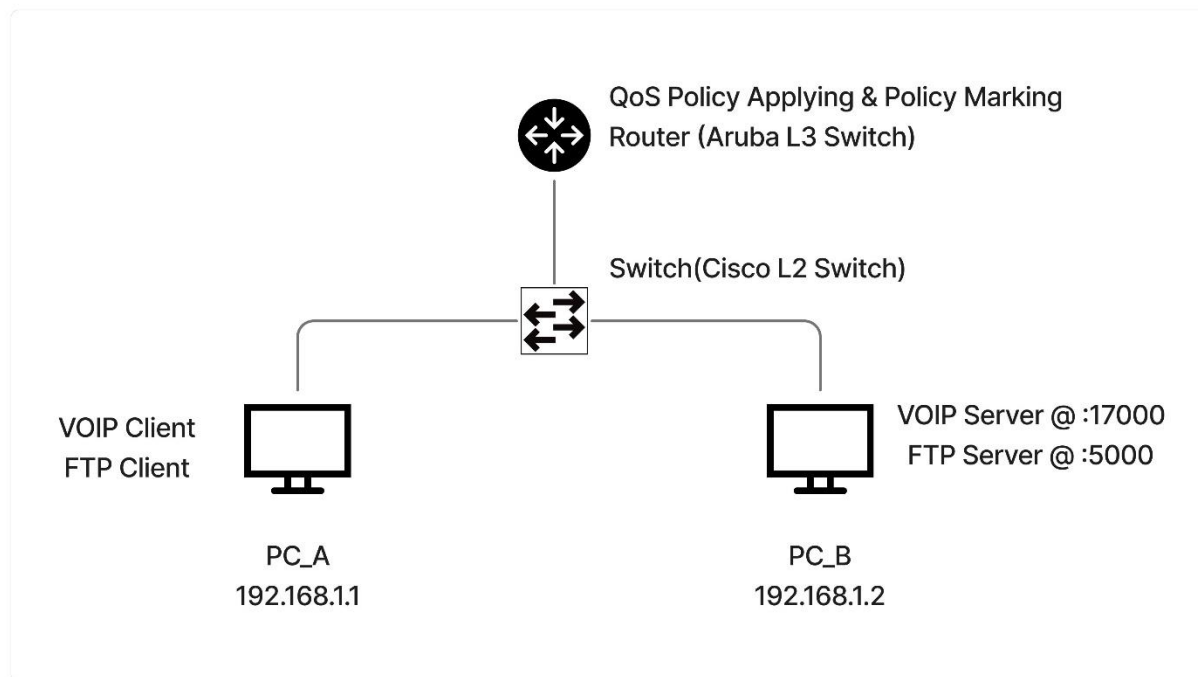 QoS Policy Applying & Policy Marking
Router (Aruba L3 Switch)
Switch(Cisco L2 Switch)
VOIP Client
FTP Client
VOIP Server @ :17000
FTP Server @ :5000
PC_A
192.168.1.1
PC_B
192.168.1.2